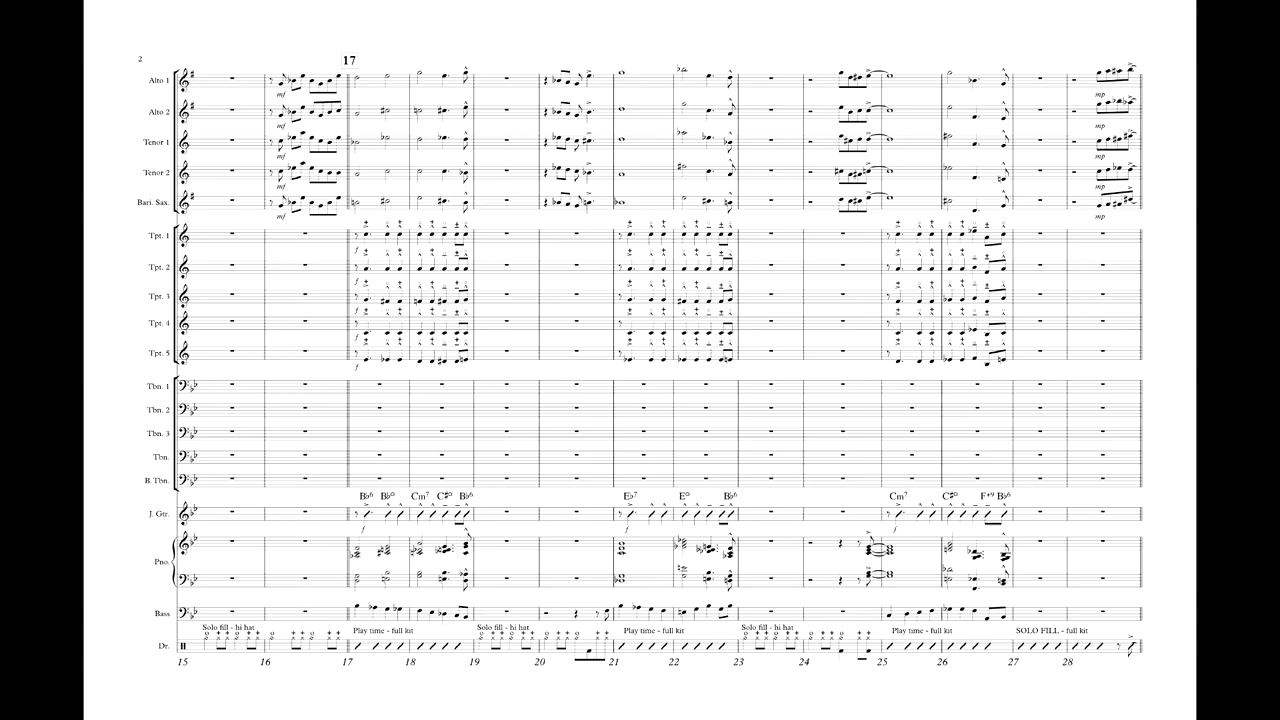 2
17
Alto 1
mf
mp
Alto 2
mf
mp
Tenor 1
mf
mp
Tenor 2
mf
mp
Bari. Sax.
mf
mp
Tpt. 1
f
Tpt. 2
f
Tpt. 3
f
Tpt. 4
f
Tpt. 5
f
Tbn. 1
Tbn. 2
Tbn. 3
Tbn.
B. Tbn.
B♭6 B♭o Cm7 C♯o B♭6 E♭7 Eo B♭6 Cm7 C♯o F+9 B♭6
J. Gtr.
f f f
Pno.
Bass
Solo fill - hi hat Play time - full kit Solo fill - hi hat Play time - full kit Solo fill - hi hat Play time - full kit SOLO FILL - full kit
Dr.
15 16 17 18 19 20 21 22 23 24 25 26 27 28